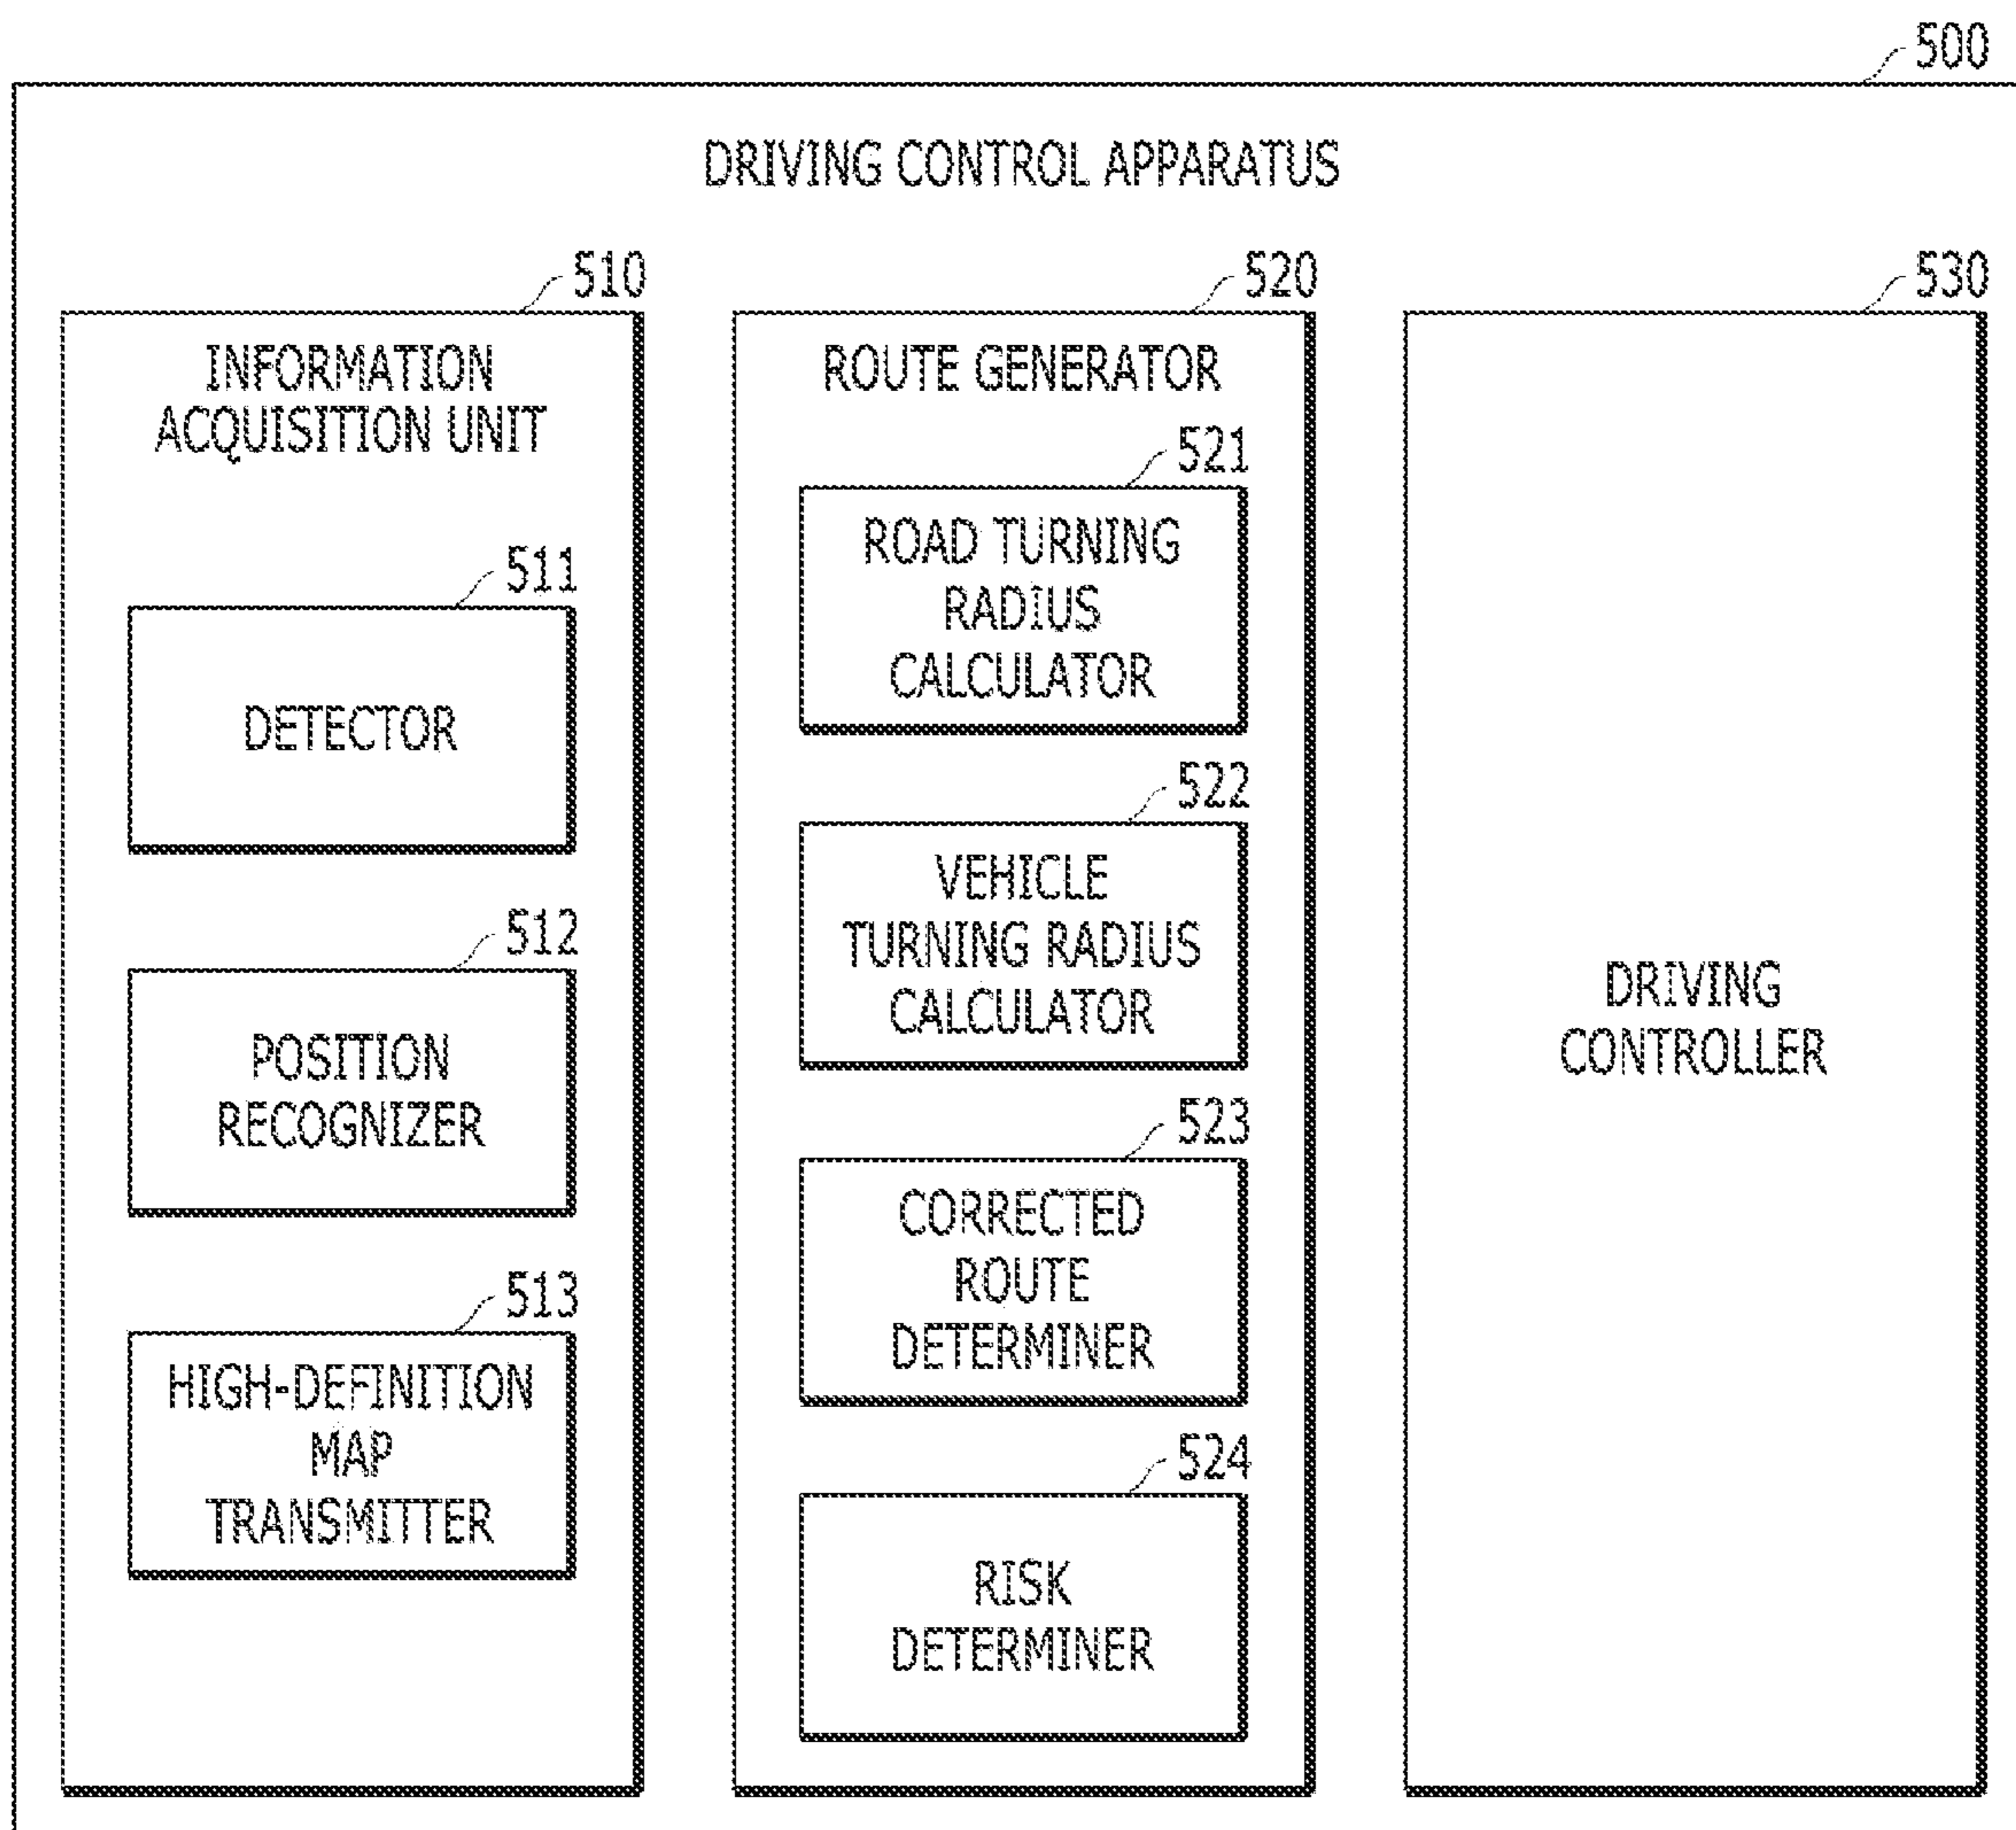 500
DRIVING CONTROL APPARATUS
510
INFORMATION
ACQUISITION UNIT
511
DETECTOR
512
POSITION
RECOGNIZER
513
HIGH-DEFINITION
MAP
TRANSMITTER
520
ROUTE GENERATOR
521
ROAD TURNING
RADIUS
CALCULATOR
522
VEHICLE
TURNING RADIUS
CALCULATOR
523
CORRECTED
ROUTE
DETERMINER
524
RISK
DETERMINER
530
DRIVING
CONTROLLER